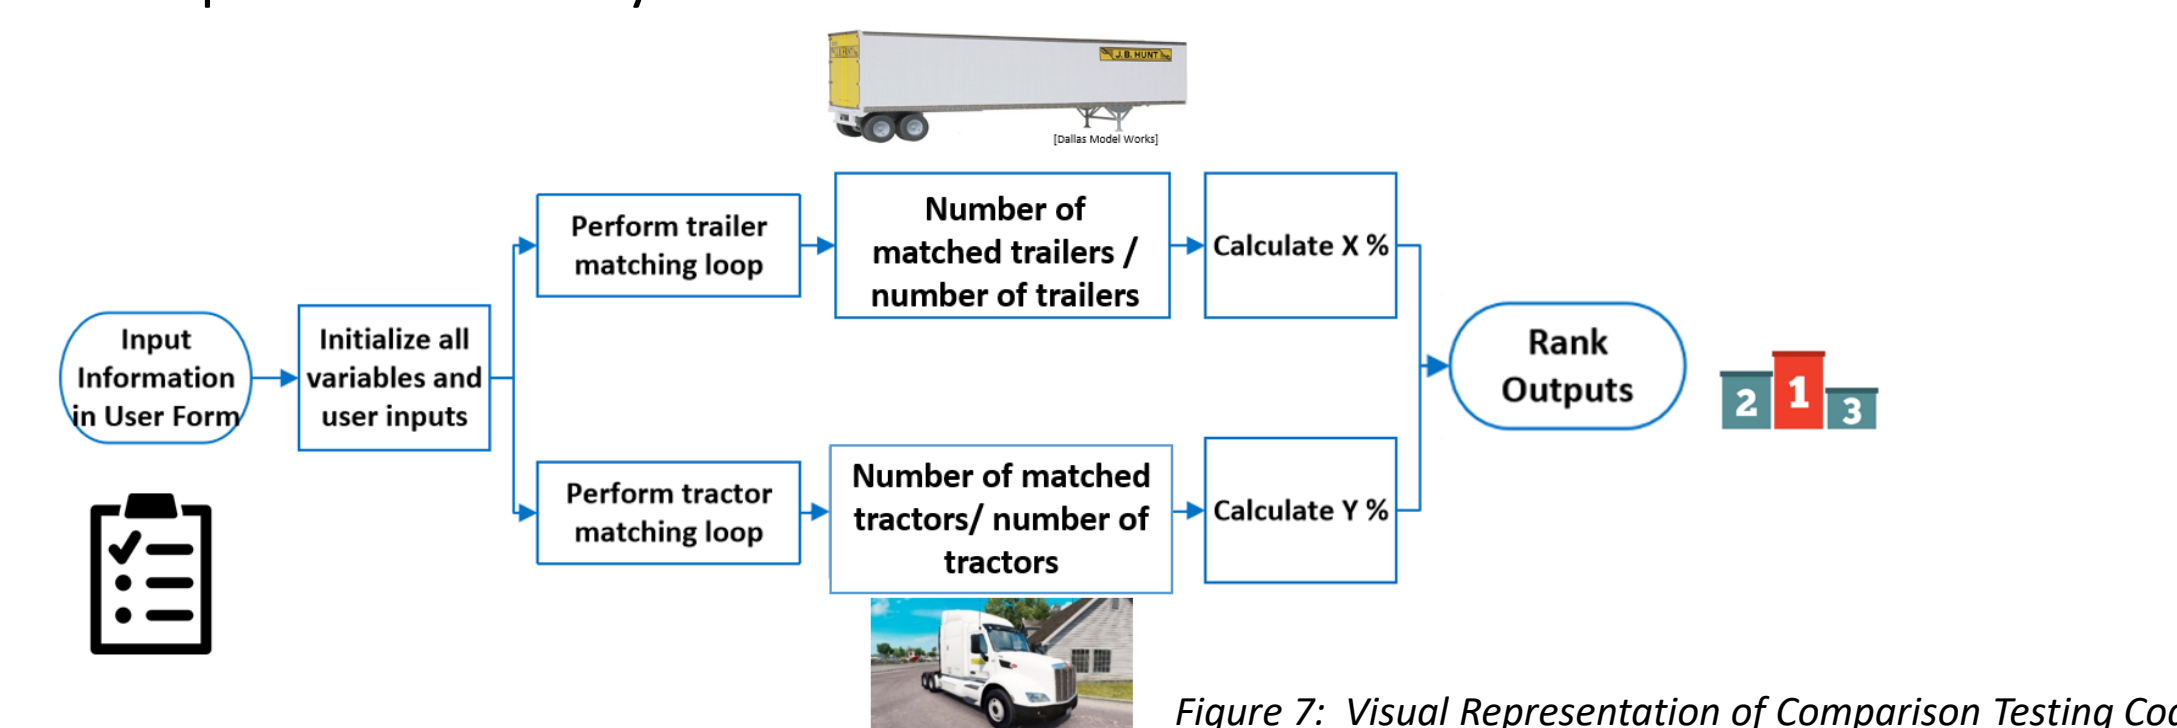 J.B. HUNT
[Dallas Model Works]
Input
Information
in User Form
Initialize all
variables and
user inputs
Perform trailer
matching loop
Number of
matched trailers /
number of trailers
Calculate X %
Perform tractor
matching loop
Number of matched
tractors/ number of
tractors
Calculate Y %
Rank
Outputs
2 1 3
Figure 7: Visual Representation of Comparison Testing